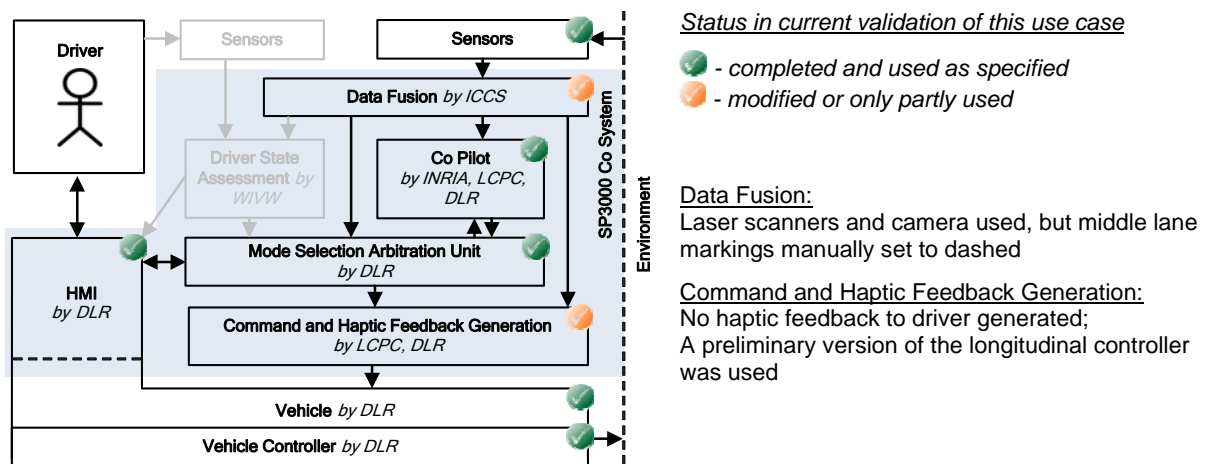 Driver
Sensors
Sensors
Data Fusion by ICCS
Driver State
Assessment by
WIVW
Co Pilot
by INRIA, LCPC,
DLR
Mode Selection Arbitration Unit
by DLR
HMI
by DLR
Command and Haptic Feedback Generation
by LCPC, DLR
Vehicle by DLR
Vehicle Controller by DLR
SP3000 Co System
Environment
Status in current validation of this use case
- completed and used as specified
- modified or only partly used
Data Fusion:
Laser scanners and camera used, but middle lane
markings manually set to dashed
Command and Haptic Feedback Generation:
No haptic feedback to driver generated;
A preliminary version of the longitudinal controller
was used